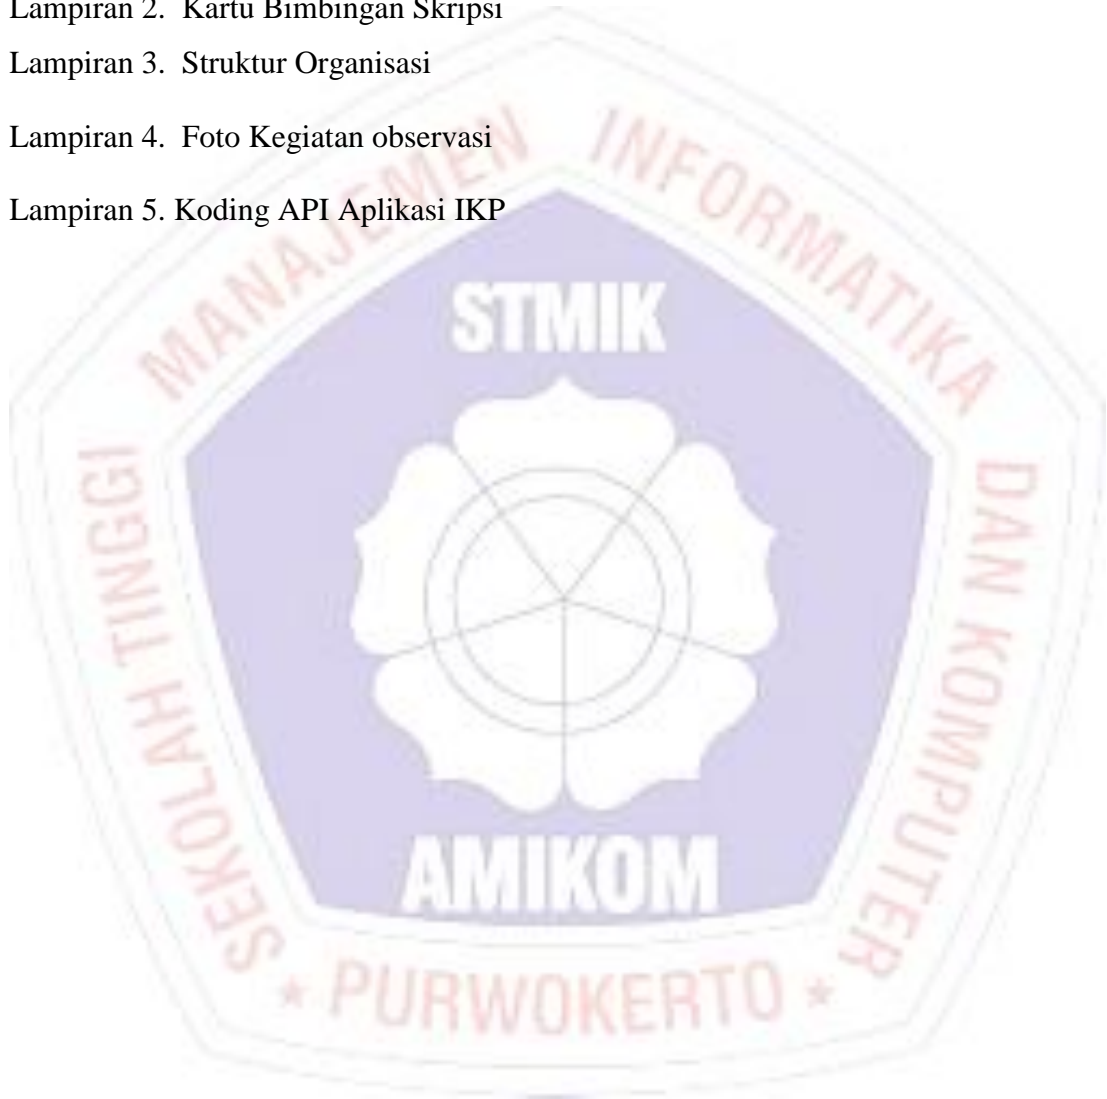 Lampiran 2.  Kartu Bimbingan Skripsi
Lampiran 3.  Struktur Organisasi
Lampiran 4.  Foto Kegiatan observasi
Lampiran 5. Koding API Aplikasi IKP
SEKOLAH TINGGI MANAJEMEN INFORMATIKA DAN KOMPUTER
STMIK
AMIKOM
* PURWOKERTO *